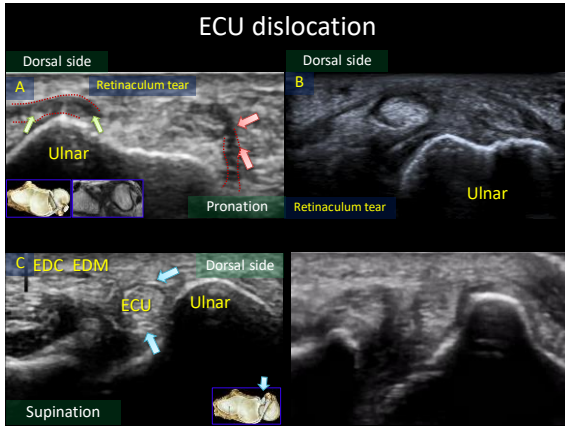 ECU dislocation
Dorsal side
A
Retinaculum tear
Ulnar
Pronation
Dorsal side
B
Ulnar
Retinaculum tear
C
EDC EDM
Dorsal side
ECU
Ulnar
Supination